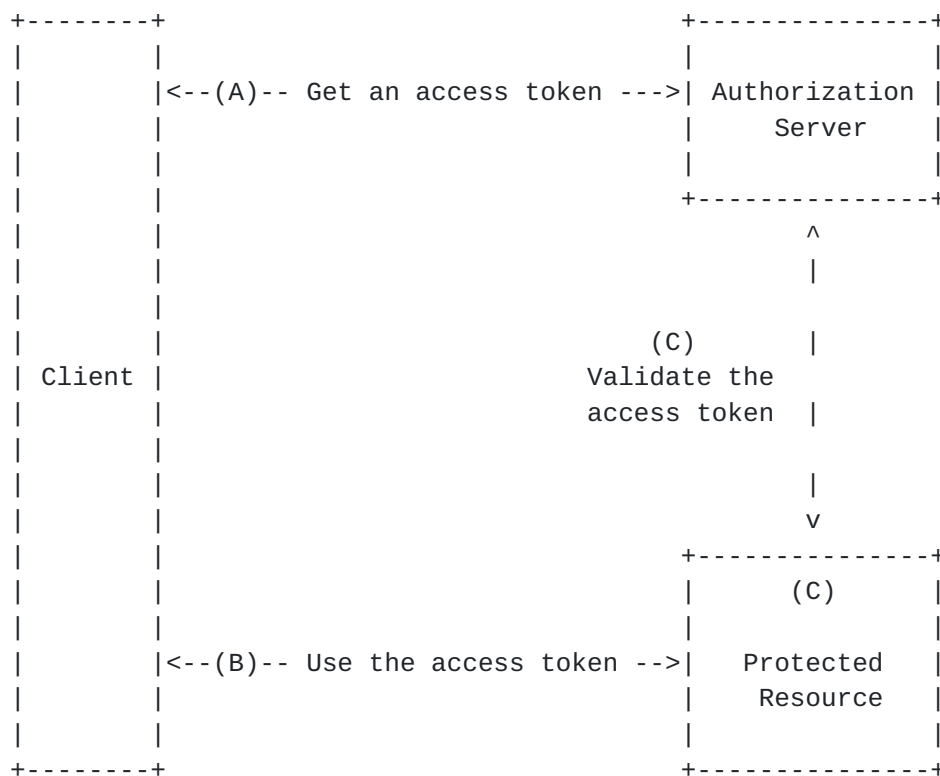 +--------+                                  +---------------+
|        |                                  |               |
|        |<--(A)-- Get an access token --->| Authorization |
|        |                                  |     Server    |
|        |                                  |               |
|        |                                  +---------------+
|        |                                          ^
|        |                                          |
|        |
|        |                                (C)       |
| Client |                            Validate the
|        |                            access token  |
|        |
|        |                                          |
|        |                                          v
|        |                                  +---------------+
|        |                                  |      (C)      |
|        |                                  |               |
|        |<--(B)-- Use the access token -->|   Protected   |
|        |                                  |    Resource   |
|        |                                  |               |
+--------+                                  +---------------+